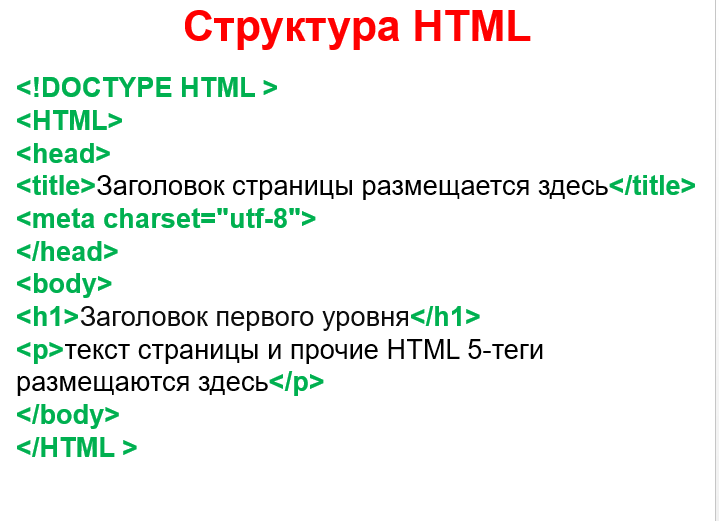 Структура HTML
<!DOCTYPE HTML >
<HTML>
<head>
<title>Заголовок страницы размещается здесь</title>
<meta charset="utf-8">
</head>
<body>
<h1>Заголовок первого уровня</h1>
<p>текст страницы и прочие HTML 5-теги
размещаются здесь</p>
</body>
</HTML >